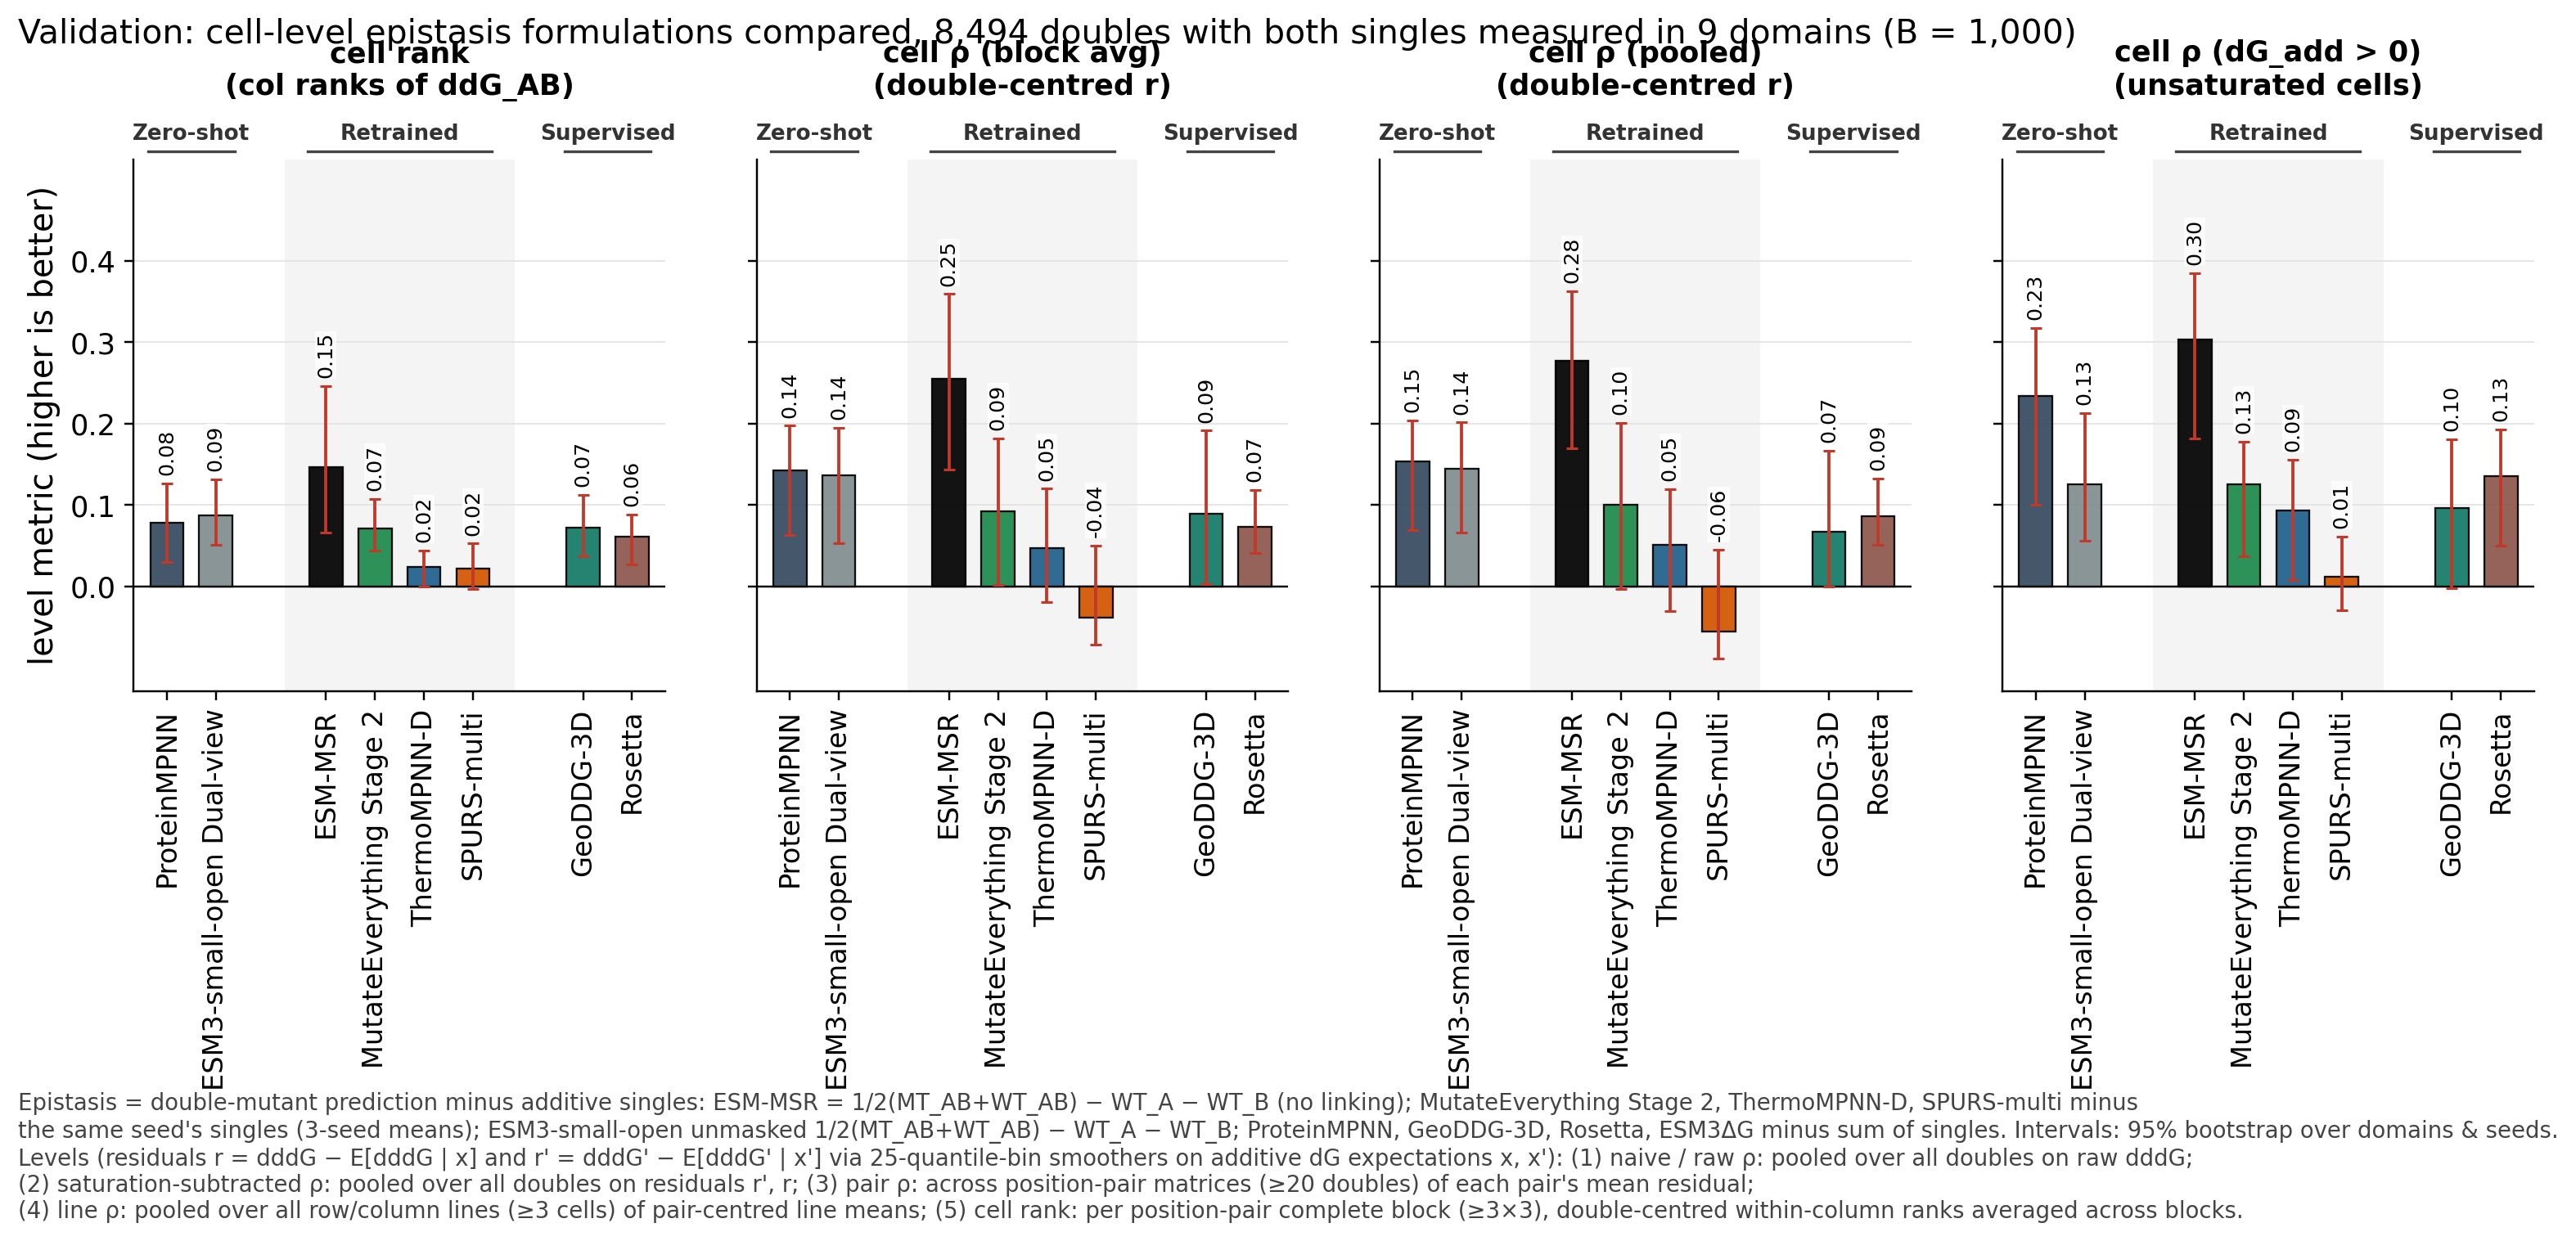 Validation: cell-level epistasis formulations compared, 8,494 doubles with both singles measured in 9 domains (B = 1,000)
cell rank
(col ranks of ddG_AB)
cell ρ (block avg)
(double-centred r)
cell ρ (pooled)
(double-centred r)
cell ρ (dG_add > 0)
(unsaturated cells)
Zero-shot Retrained Supervised
Zero-shot Retrained Supervised
Zero-shot Retrained Supervised
Zero-shot Retrained Supervised
level metric (higher is better)
0.4
0.3
0.2
0.1
0.0
0.08 0.09 0.15 0.07 0.02 0.02 0.07 0.06
0.14 0.14 0.25 0.09 0.05 -0.04 0.09 0.07
0.15 0.14 0.28 0.10 0.05 -0.06 0.07 0.09
0.23 0.13 0.30 0.13 0.09 0.01 0.10 0.13
ProteinMPNN
ESM3-small-open Dual-view
ESM-MSR
MutateEverything Stage 2
ThermoMPNN-D
SPURS-multi
GeoDDG-3D
Rosetta
ProteinMPNN
ESM3-small-open Dual-view
ESM-MSR
MutateEverything Stage 2
ThermoMPNN-D
SPURS-multi
GeoDDG-3D
Rosetta
ProteinMPNN
ESM3-small-open Dual-view
ESM-MSR
MutateEverything Stage 2
ThermoMPNN-D
SPURS-multi
GeoDDG-3D
Rosetta
ProteinMPNN
ESM3-small-open Dual-view
ESM-MSR
MutateEverything Stage 2
ThermoMPNN-D
SPURS-multi
GeoDDG-3D
Rosetta
Epistasis = double-mutant prediction minus additive singles: ESM-MSR = 1/2(MT_AB+WT_AB) − WT_A − WT_B (no linking); MutateEverything Stage 2, ThermoMPNN-D, SPURS-multi minus
the same seed's singles (3-seed means); ESM3-small-open unmasked 1/2(MT_AB+WT_AB) − WT_A − WT_B; ProteinMPNN, GeoDDG-3D, Rosetta, ESM3ΔG minus sum of singles. Intervals: 95% bootstrap over domains & seeds.
Levels (residuals r = dddG − E[dddG | x] and r' = dddG' − E[dddG' | x'] via 25-quantile-bin smoothers on additive dG expectations x, x'): (1) naive / raw ρ: pooled over all doubles on raw dddG;
(2) saturation-subtracted ρ: pooled over all doubles on residuals r', r; (3) pair ρ: across position-pair matrices (≥20 doubles) of each pair's mean residual;
(4) line ρ: pooled over all row/column lines (≥3 cells) of pair-centred line means; (5) cell rank: per position-pair complete block (≥3×3), double-centred within-column ranks averaged across blocks.